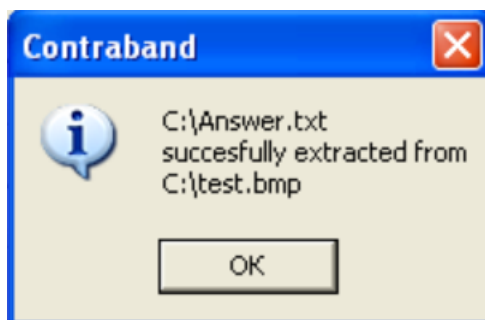 Contraband
C:\Answer.txt
succesfully extracted from
C:\test.bmp
OK